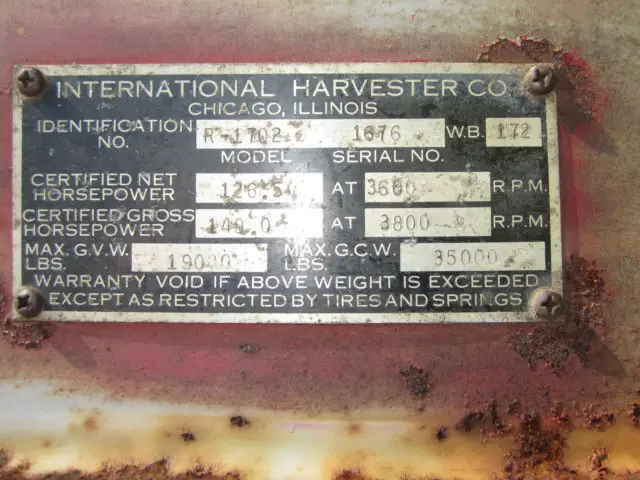 INTERNATIONAL HARVESTER CO.
CHICAGO, ILLINOIS
IDENTIFICATION NO. R-1702 1676 W.B. 172
MODEL SERIAL NO.
CERTIFIED NET HORSEPOWER 126.5 AT 3600 R.P.M.
CERTIFIED GROSS HORSEPOWER 140.0 AT 3800 R.P.M.
MAX. G.V.W. LBS. 19000 MAX. G.C.W. LBS. 35000
WARRANTY VOID IF ABOVE WEIGHT IS EXCEEDED
EXCEPT AS RESTRICTED BY TIRES AND SPRINGS